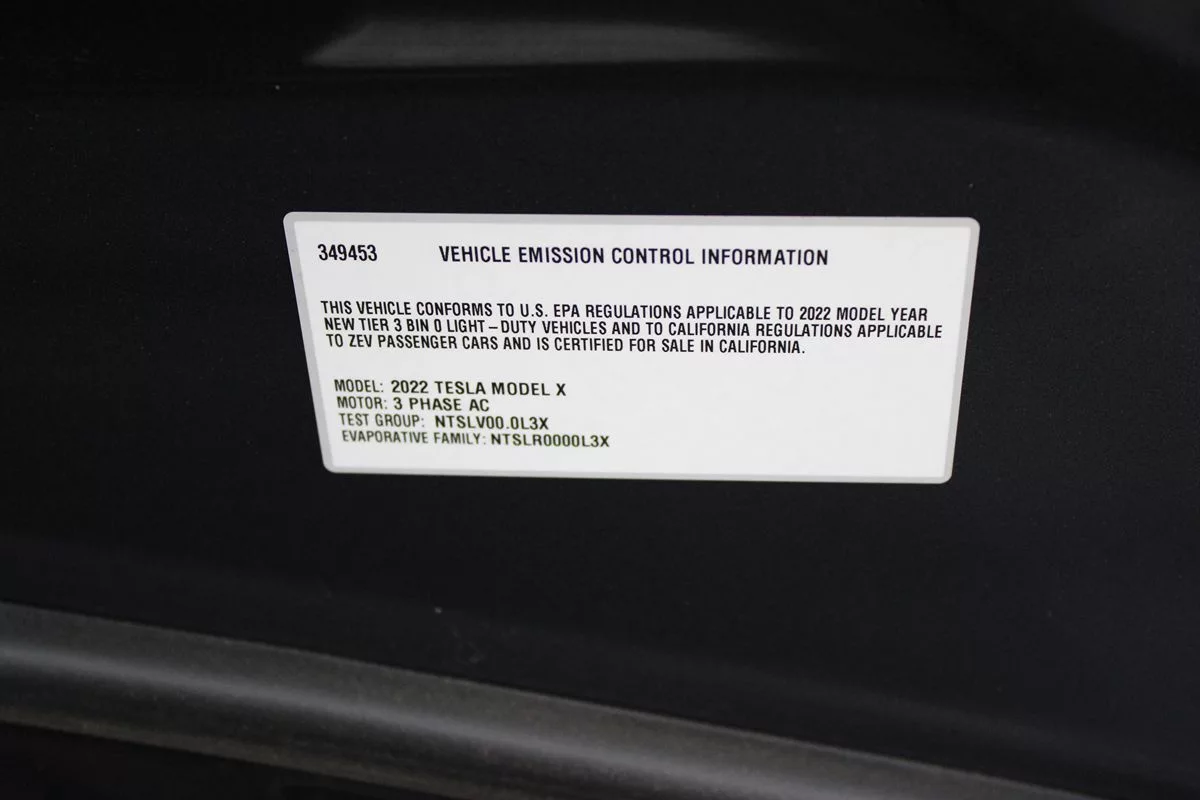 349453 VEHICLE EMISSION CONTROL INFORMATION
THIS VEHICLE CONFORMS TO U.S. EPA REGULATIONS APPLICABLE TO 2022 MODEL YEAR
NEW TIER 3 BIN 0 LIGHT – DUTY VEHICLES AND TO CALIFORNIA REGULATIONS APPLICABLE
TO ZEV PASSENGER CARS AND IS CERTIFIED FOR SALE IN CALIFORNIA.
MODEL: 2022 TESLA MODEL X
MOTOR: 3 PHASE AC
TEST GROUP: NTSLV00.0L3X
EVAPORATIVE FAMILY: NTSLR0000L3X